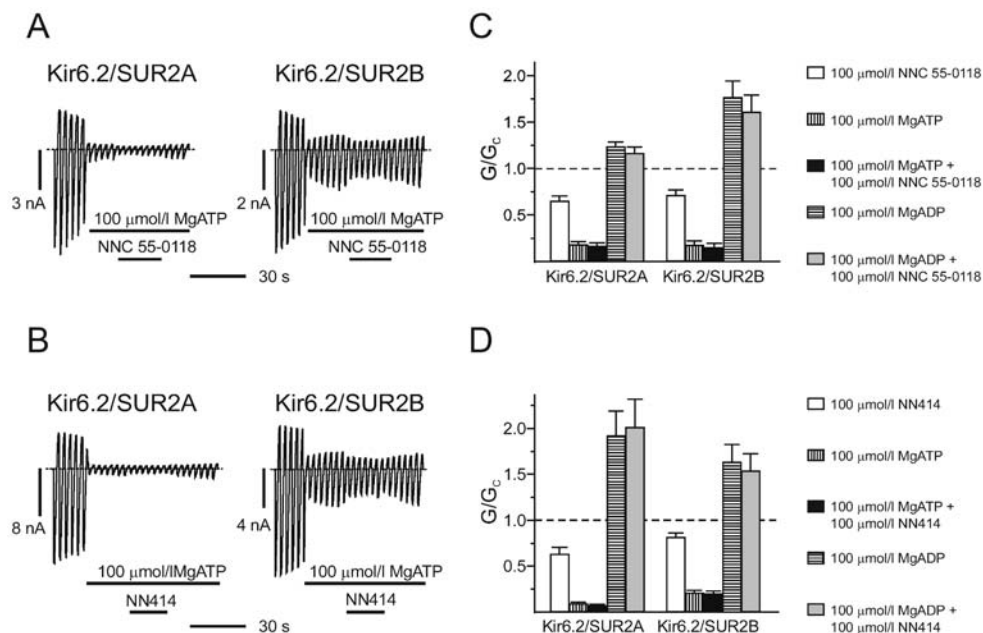 A
Kir6.2/SUR2A
Kir6.2/SUR2B
3 nA
2 nA
100 μmol/l MgATP
100 μmol/l MgATP
NNC 55-0118
NNC 55-0118
30 s
C
G/GC
2.0
1.5
1.0
0.5
Kir6.2/SUR2A
Kir6.2/SUR2B
100 μmol/l NNC 55-0118
100 μmol/l MgATP
100 μmol/l MgATP +
100 μmol/l NNC 55-0118
100 μmol/l MgADP
100 μmol/l MgADP +
100 μmol/l NNC 55-0118
B
Kir6.2/SUR2A
Kir6.2/SUR2B
8 nA
4 nA
100 μmol/lMgATP
100 μmol/l MgATP
NN414
NN414
30 s
D
G/GC
2.0
1.5
1.0
0.5
Kir6.2/SUR2A
Kir6.2/SUR2B
100 μmol/l NN414
100 μmol/l MgATP
100 μmol/l MgATP +
100 μmol/l NN414
100 μmol/l MgADP
100 μmol/l MgADP +
100 μmol/l NN414